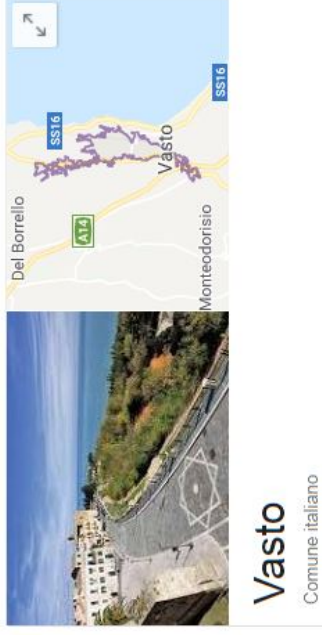 Del Borrello
SS16
A14
Vasto
SS16
Monteodorisio
Vasto
Comune italiano